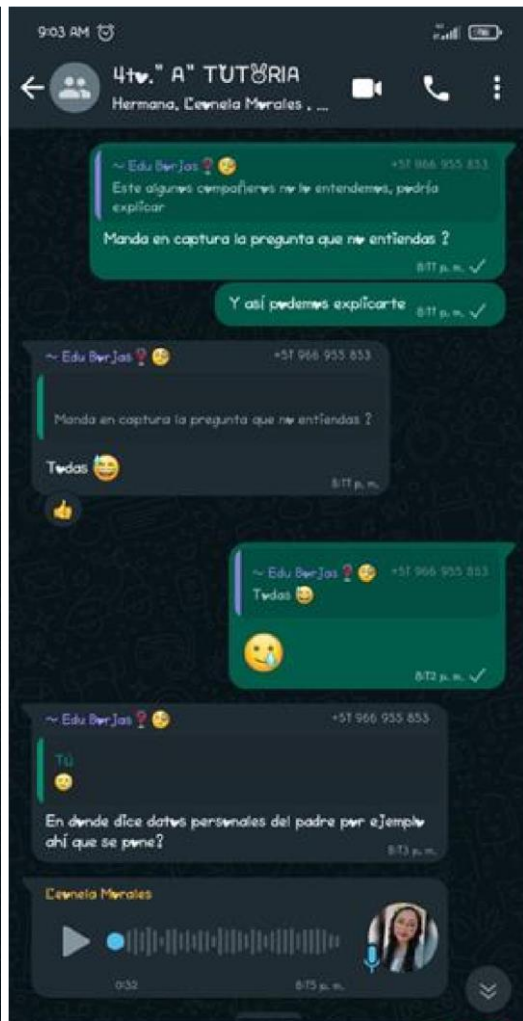 9:03 AM
4to." A" TUTORIA
Hermana, Leonela Morales , ...
~ Edu Borjas +51 966 955 853
Este algunos compañeros no lo entendemos, podría
explicar
Manda en captura la pregunta que no entiendas ?
8:11 p. m.
Y así podemos explicarte 8:11 p. m.
~ Edu Borjas +51 966 955 853
Manda en captura la pregunta que no entiendas ?
Todas
8:11 p. m.
~ Edu Borjas +51 966 955 853
Todas
8:12 p. m.
~ Edu Borjas +51 966 955 853
Tú
En donde dice datos personales del padre por ejemplo
ahí que se pone?
8:13 p. m.
Leonela Morales
0:32 8:15 p. m.